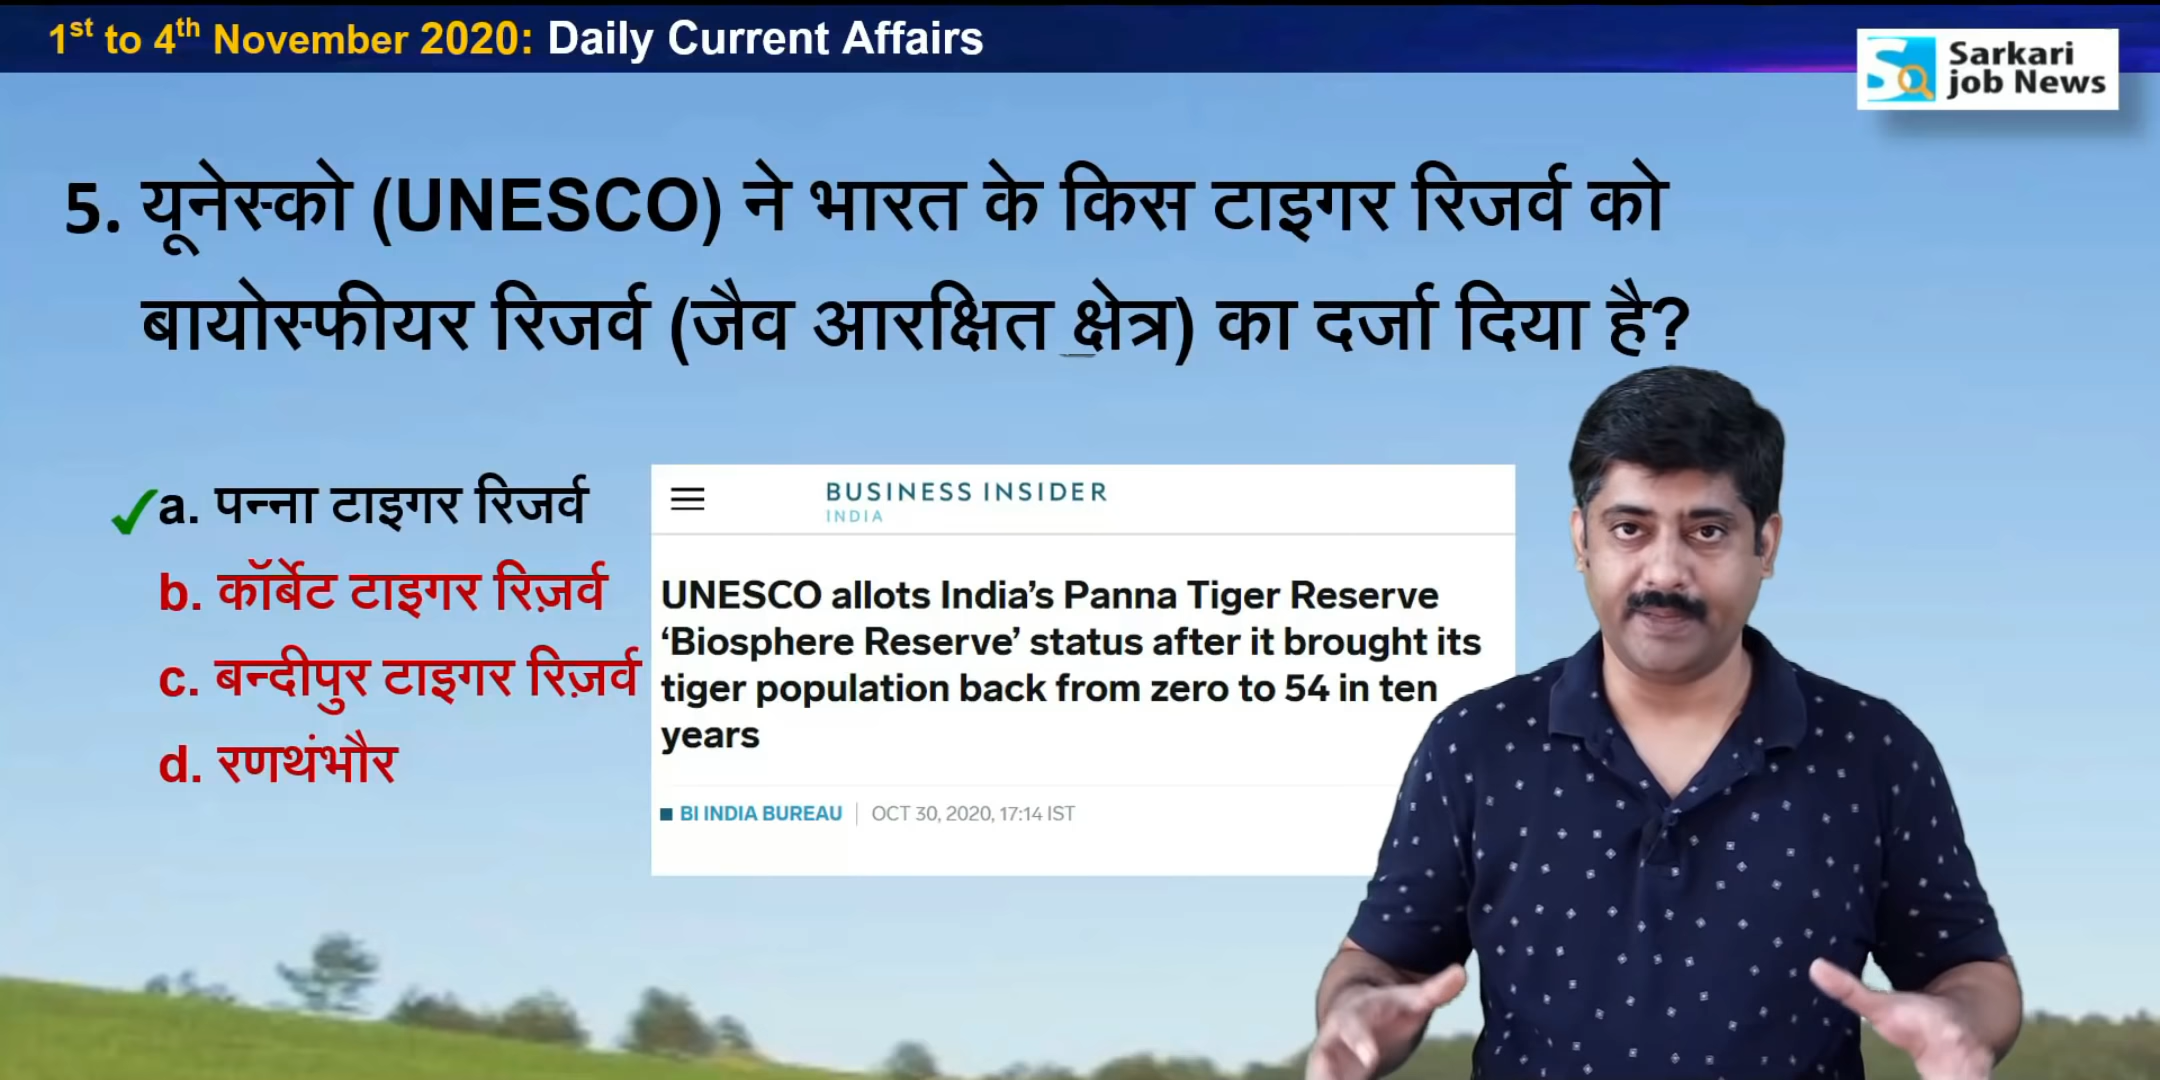 1st to 4th November 2020: Daily Current Affairs
Sarkari
job News
5. यूनेस्को (UNESCO) ने भारत के किस टाइगर रिजर्व को
बायोस्फीयर रिजर्व (जैव आरक्षित क्षेत्र) का दर्जा दिया है?
a. पन्ना टाइगर रिजर्व
b. कॉर्बेट टाइगर रिज़र्व
c. बन्दीपुर टाइगर रिज़र्व
d. रणथंभौर
BUSINESS INSIDER
INDIA
UNESCO allots India's Panna Tiger Reserve
'Biosphere Reserve' status after it brought its
tiger population back from zero to 54 in ten
years
BI INDIA BUREAU | OCT 30, 2020, 17:14 IST